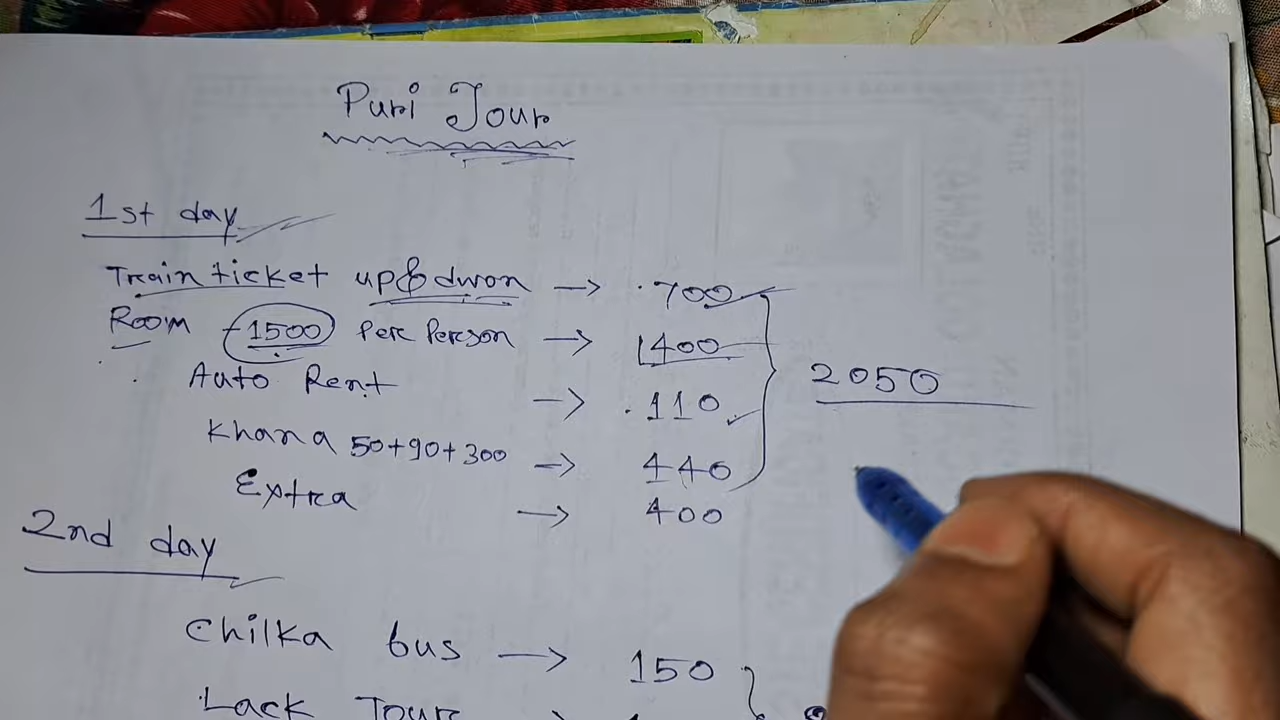 Puri Tour
1st day
Train ticket up & dwon → 700
Room - 1500 Per Person → 1400
Auto Rent → 110
Khana 50+90+300 → 440
2050
Extra → 400
2nd day
Chilka bus → 150
Lack Tour